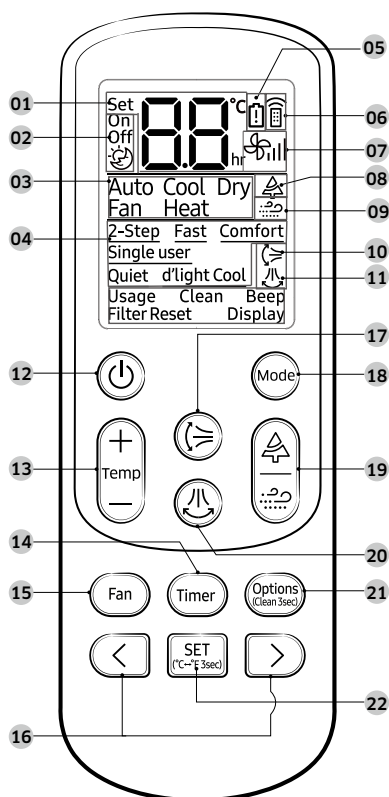 05
01
Set
88
°C
06
On
02
Off
hr
07
03
Auto Cool Dry
08
Fan Heat
09
04
2-Step Fast Comfort
Single user
10
Quiet d'light Cool
11
Usage Clean Beep
Filter Reset Display
17
12
Mode
18
+
13
Temp
19
—
14
20
15
Fan
Timer
Options
(Clean 3sec)
21
<
SET
(°C↔°F 3sec)
>
22
16